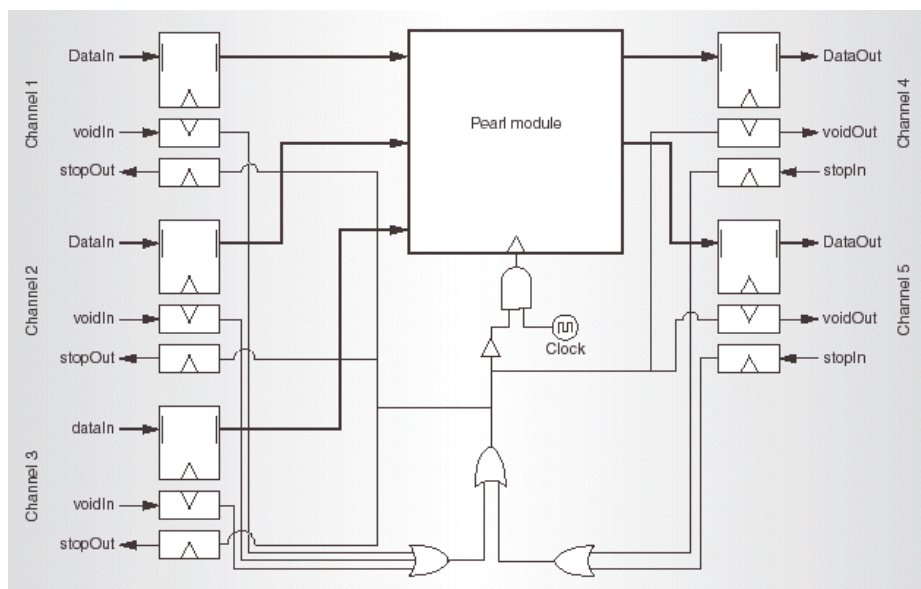 Channel 1
DataIn
voidIn
stopOut
Channel 2
DataIn
voidIn
stopOut
Channel 3
dataIn
voidIn
stopOut
Pearl module
Clock
DataOut
voidOut
stopIn
Channel 4
DataOut
voidOut
stopIn
Channel 5